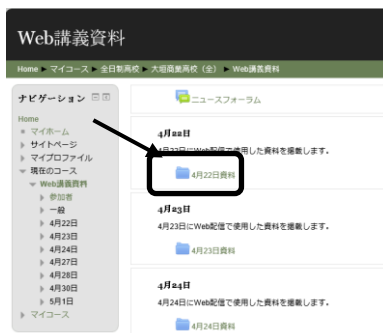 Web講義資料
Home ► マイコース ► 全日制高校 ► 大垣商業高校（全） ► Web講義資料
ナビゲーション
Home
マイホーム
サイトページ
マイプロファイル
現在のコース
Web講義資料
参加者
一般
4月22日
4月23日
4月24日
4月27日
4月28日
4月30日
5月1日
マイコース
ニュースフォーラム
4月22日
4月22日にWeb配信で使用した資料を掲載します。
4月22日資料
4月23日
4月23日にWeb配信で使用した資料を掲載します。
4月23日資料
4月24日
4月24日にWeb配信で使用した資料を掲載します。
4月24日資料